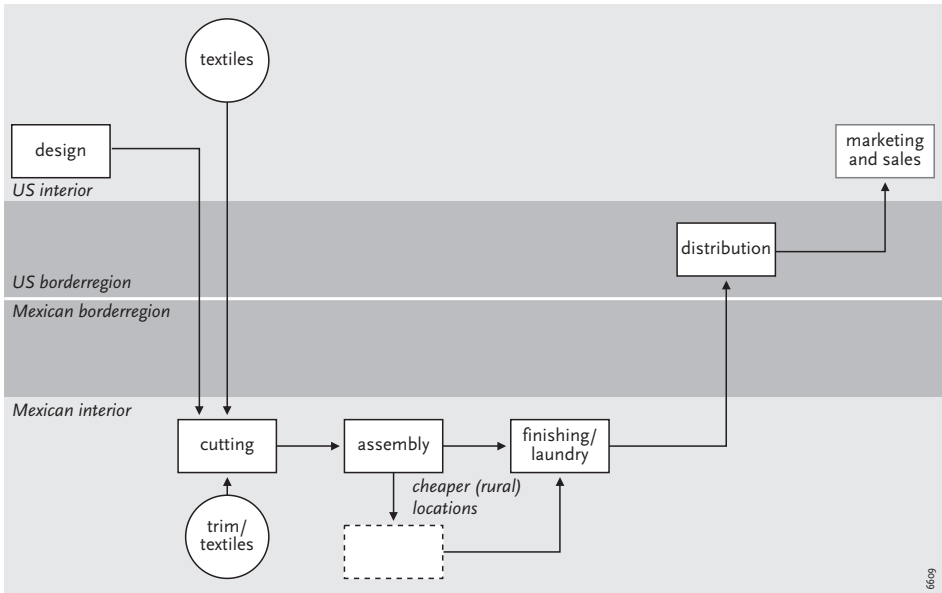 textiles
design
marketing
and sales
US interior
distribution
US borderregion
Mexican borderregion
Mexican interior
cutting
assembly
finishing/
laundry
cheaper (rural)
locations
trim/
textiles
6609